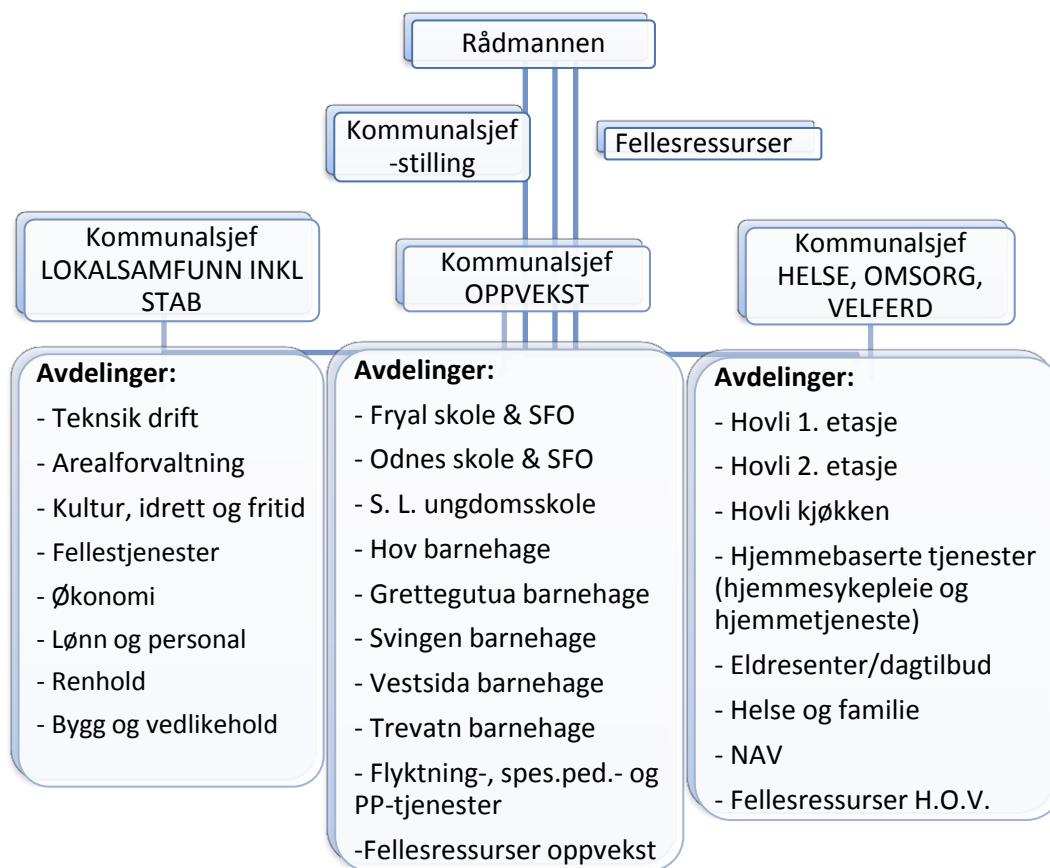 Rådmannen
Kommunalsjef
-stilling
Fellesressurser
Kommunalsjef
LOKALSAMFUNN INKL
STAB
Kommunalsjef
OPPVEKST
Kommunalsjef
HELSE, OMSORG,
VELFERD
Avdelinger:
- Teknsik drift
- Arealforvaltning
- Kultur, idrett og fritid
- Fellestjenester
- Økonomi
- Lønn og personal
- Renhold
- Bygg og vedlikehold
Avdelinger:
- Fryal skole & SFO
- Odnes skole & SFO
- S. L. ungdomsskole
- Hov barnehage
- Grettegutua barnehage
- Svingen barnehage
- Vestsida barnehage
- Trevatn barnehage
- Flyktning-, spes.ped.- og
PP-tjenester
-Fellesressurser oppvekst
Avdelinger:
- Hovli 1. etasje
- Hovli 2. etasje
- Hovli kjøkken
- Hjemmebaserte tjenester
(hjemmesykepleie og
hjemmetjeneste)
- Eldresenter/dagtilbud
- Helse og familie
- NAV
- Fellesressurser H.O.V.